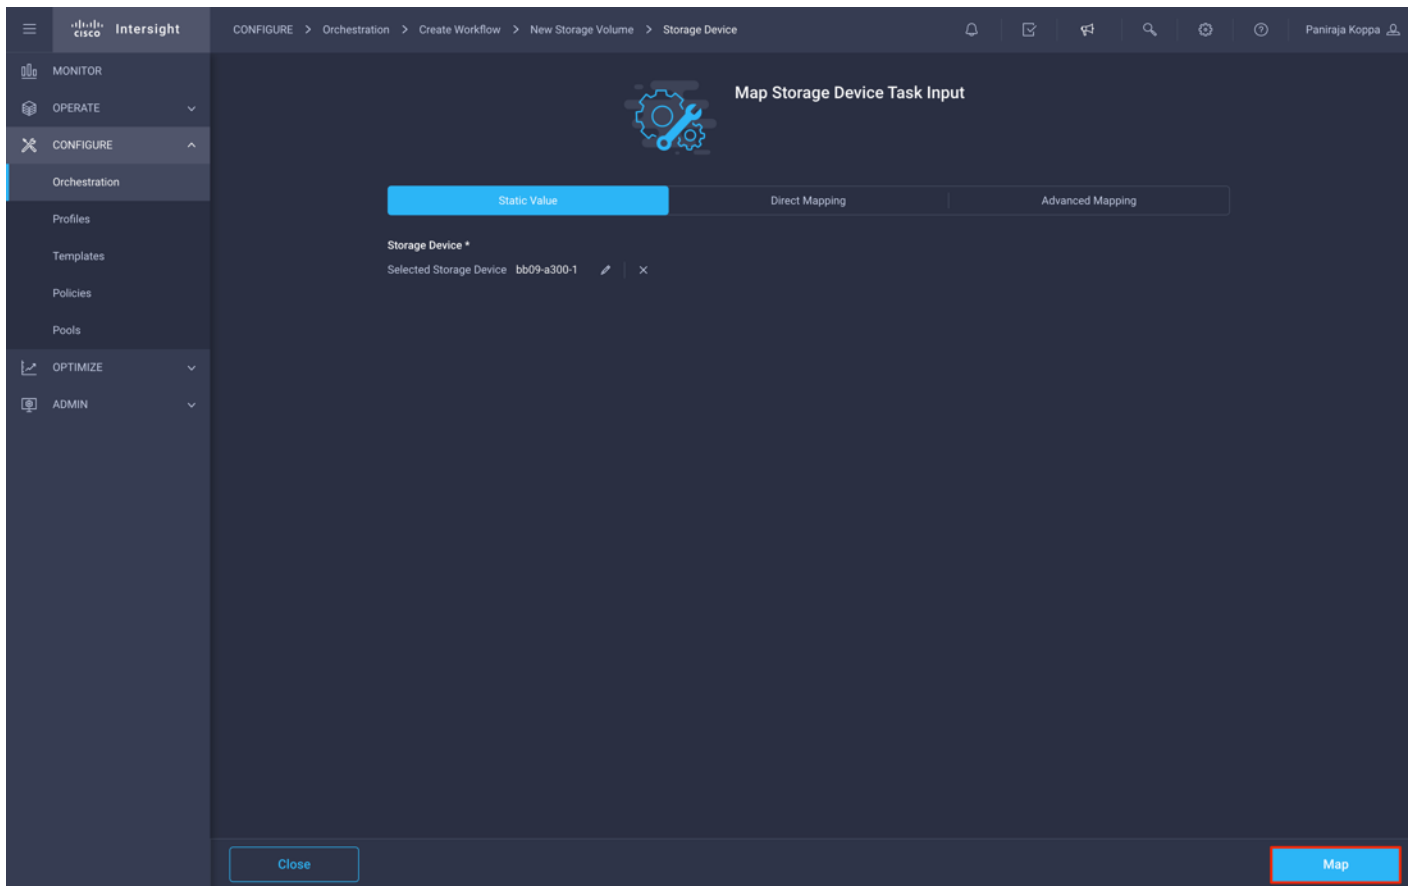 cisco Intersight
CONFIGURE > Orchestration > Create Workflow > New Storage Volume > Storage Device
Paniraja Koppa
MONITOR
OPERATE
CONFIGURE
Orchestration
Profiles
Templates
Policies
Pools
OPTIMIZE
ADMIN
Map Storage Device Task Input
Static Value
Direct Mapping
Advanced Mapping
Storage Device *
Selected Storage Device bb09-a300-1
Close
Map